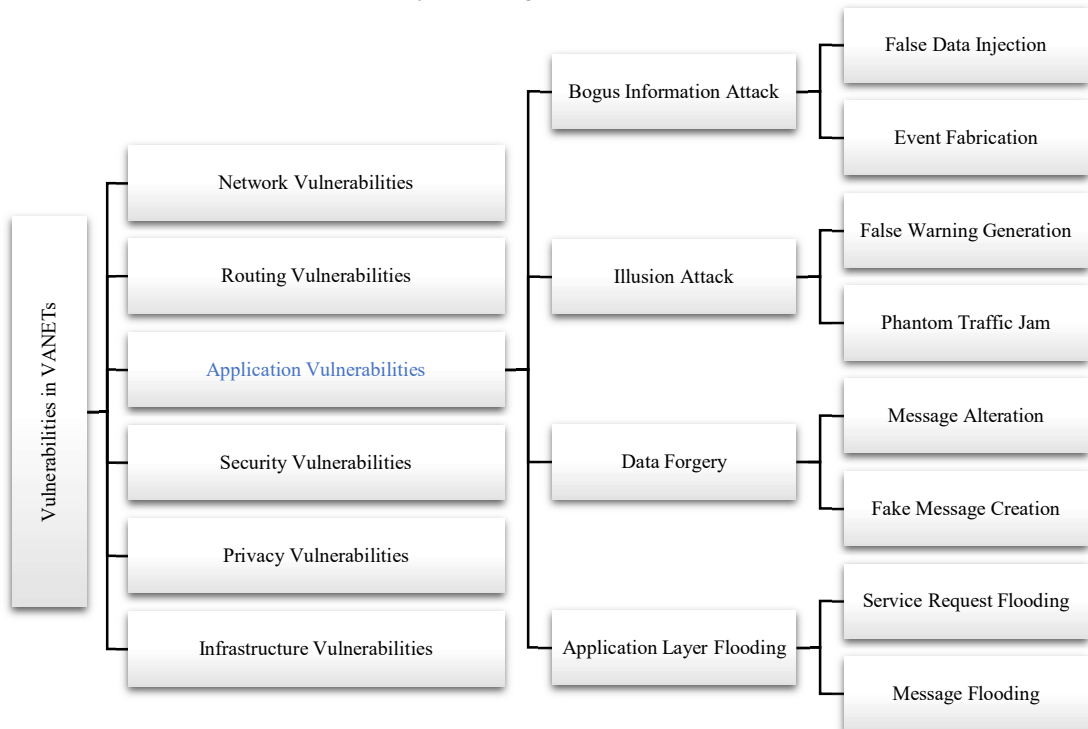 Vulnerabilities in VANETs
Network Vulnerabilities
Routing Vulnerabilities
Application Vulnerabilities
Security Vulnerabilities
Privacy Vulnerabilities
Infrastructure Vulnerabilities
Bogus Information Attack
Illusion Attack
Data Forgery
Application Layer Flooding
False Data Injection
Event Fabrication
False Warning Generation
Phantom Traffic Jam
Message Alteration
Fake Message Creation
Service Request Flooding
Message Flooding